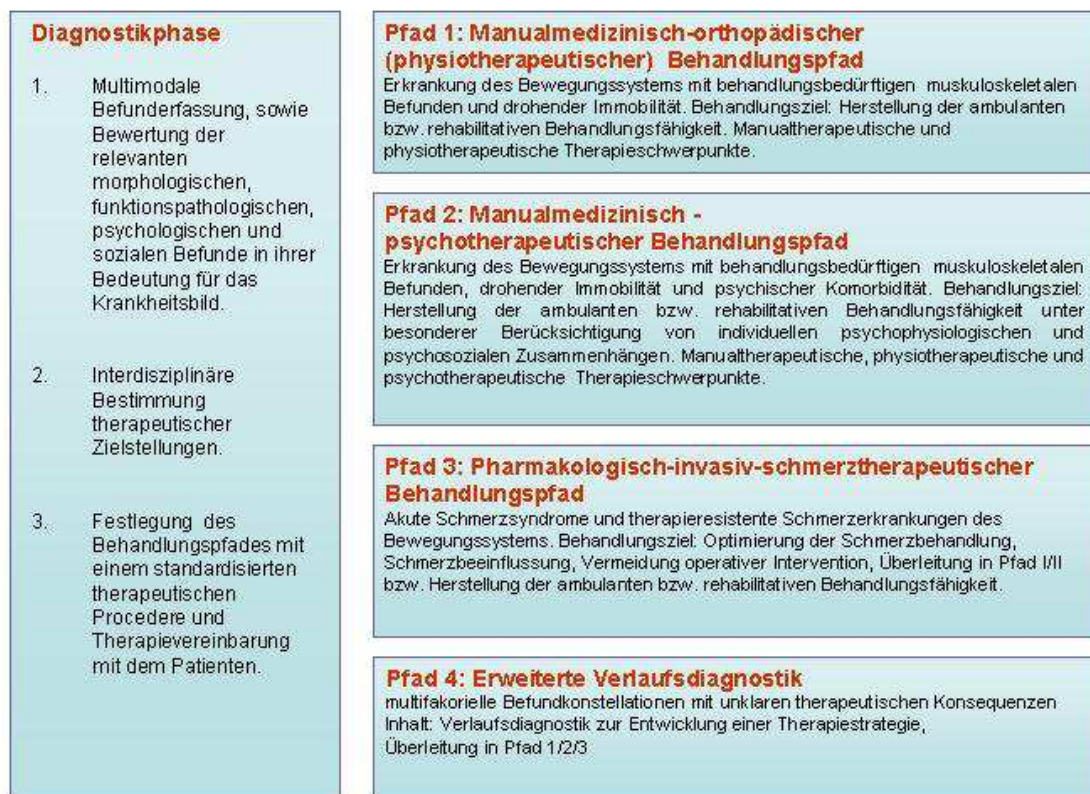 Diagnostikphase
1. Multimodale
Befunderfassung, sowie
Bewertung der
relevanten
morphologischen,
funktionspathologischen,
psychologischen und
sozialen Befunde in ihrer
Bedeutung für das
Krankheitsbild.
2. Interdisziplinäre
Bestimmung
therapeutischer
Zielstellungen.
3. Festlegung des
Behandlungspfades mit
einem standardisierten
therapeutischen
Procedere und
Therapievereinbarung
mit dem Patienten.
Pfad 1: Manualmedizinisch-orthopädischer
(physiotherapeutischer) Behandlungspfad
Erkrankung des Bewegungssystems mit behandlungsbedürftigen muskuloskeletalen
Befunden und drohender Immobilität. Behandlungsziel: Herstellung der ambulanten
bzw. rehabilitativen Behandlungsfähigkeit. Manualtherapeutische und
physiotherapeutische Therapieschwerpunkte.
Pfad 2: Manualmedizinisch -
psychotherapeutischer Behandlungspfad
Erkrankung des Bewegungssystems mit behandlungsbedürftigen muskuloskeletalen
Befunden, drohender Immobilität und psychischer Komorbidität. Behandlungsziel:
Herstellung der ambulanten bzw. rehabilitativen Behandlungsfähigkeit unter
besonderer Berücksichtigung von individuellen psychophysiologischen und
psychosozialen Zusammenhängen. Manualtherapeutische, physiotherapeutische und
psychotherapeutische Therapieschwerpunkte.
Pfad 3: Pharmakologisch-invasiv-schmerztherapeutischer
Behandlungspfad
Akute Schmerzsyndrome und therapieresistente Schmerzerkrankungen des
Bewegungssystems. Behandlungsziel: Optimierung der Schmerzbehandlung,
Schmerzbeeinflussung, Vermeidung operativer Intervention, Überleitung in Pfad I/II
bzw. Herstellung der ambulanten bzw. rehabilitativen Behandlungsfähigkeit.
Pfad 4: Erweiterte Verlaufsdiagnostik
multifakorielle Befundkonstellationen mit unklaren therapeutischen Konsequenzen
Inhalt: Verlaufsdiagnostik zur Entwicklung einer Therapiestrategie,
Überleitung in Pfad 1/2/3